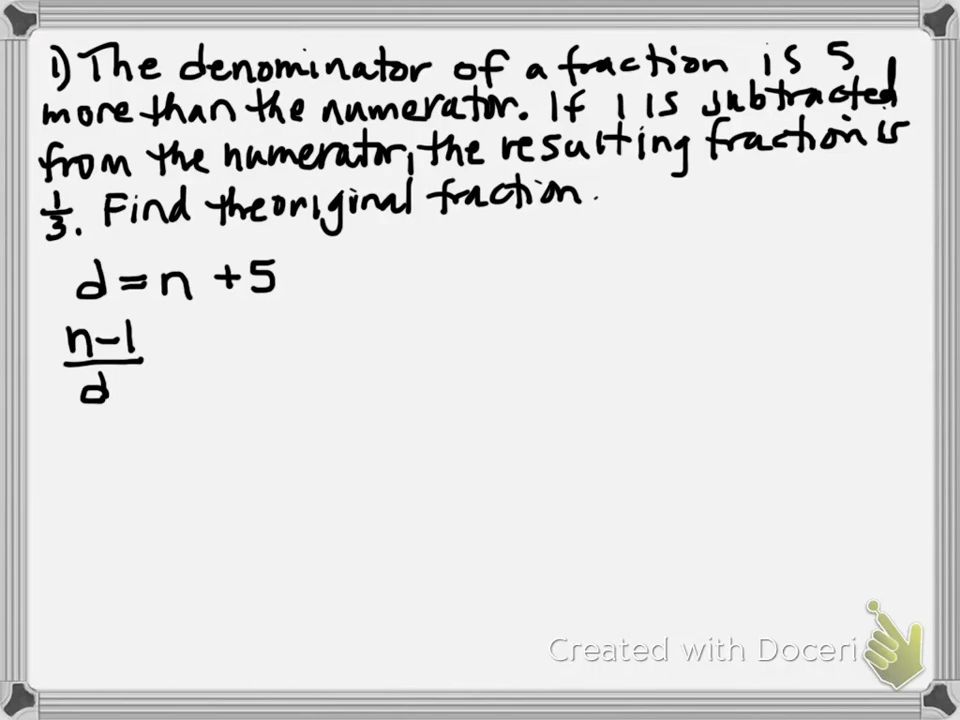 1) The denominator of a fraction is 5
more than the numerator. If 1 is subtracted
from the numerator, the resulting fraction is
1/3. Find the original fraction.
d = n + 5
n - 1
d
Created with Doceri